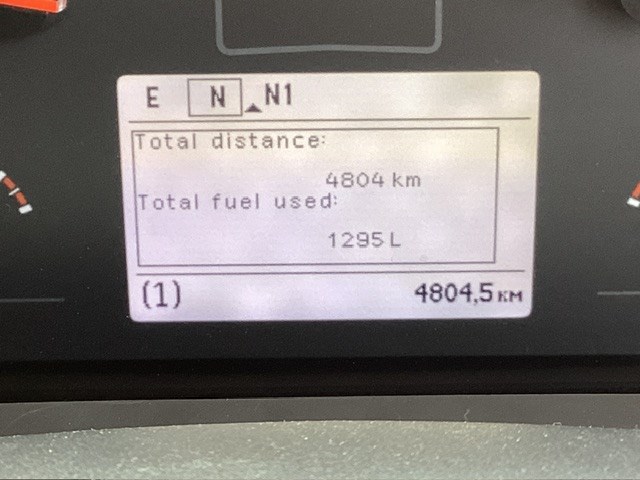 E N N1
Total distance:
4804 km
Total fuel used:
1295 L
(1) 4804,5 км